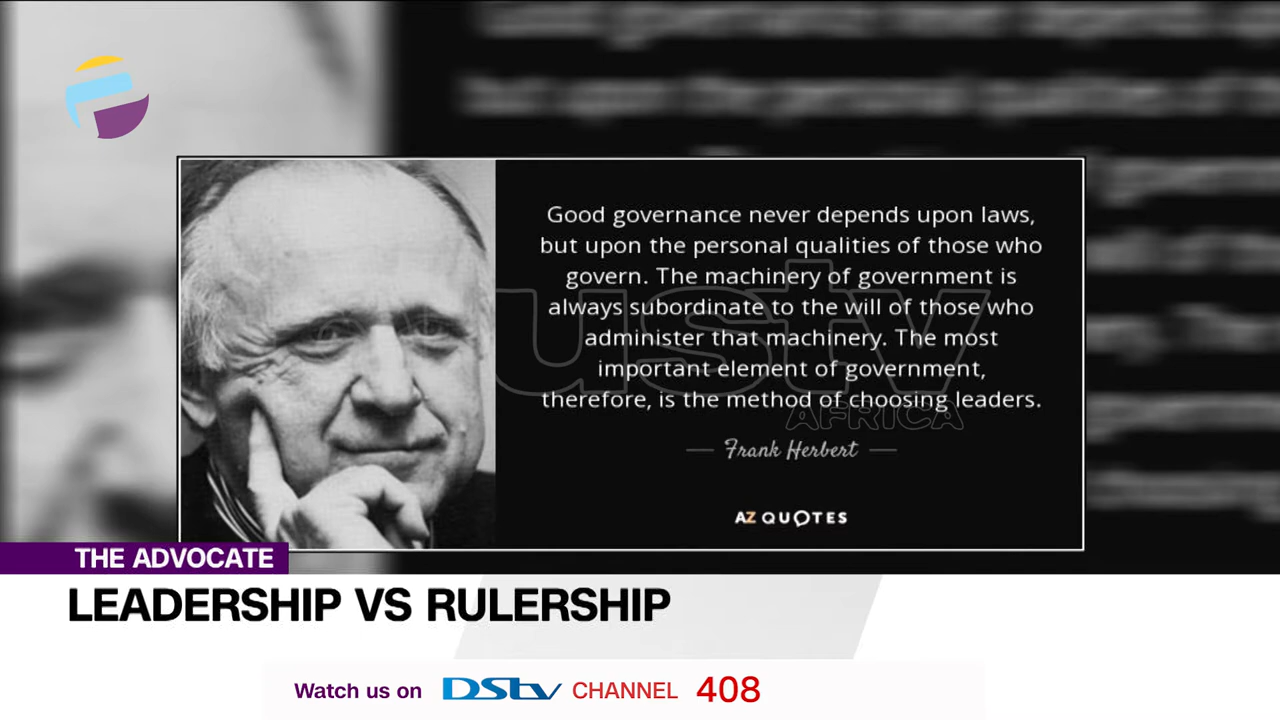 Good governance never depends upon laws,
but upon the personal qualities of those who
govern. The machinery of government is
always subordinate to the will of those who
administer that machinery. The most
important element of government,
therefore, is the method of choosing leaders.
Frank Herbert
AZ QUOTES
ustv
AFRICA
THE ADVOCATE
LEADERSHIP VS RULERSHIP
Watch us on DStv CHANNEL 408